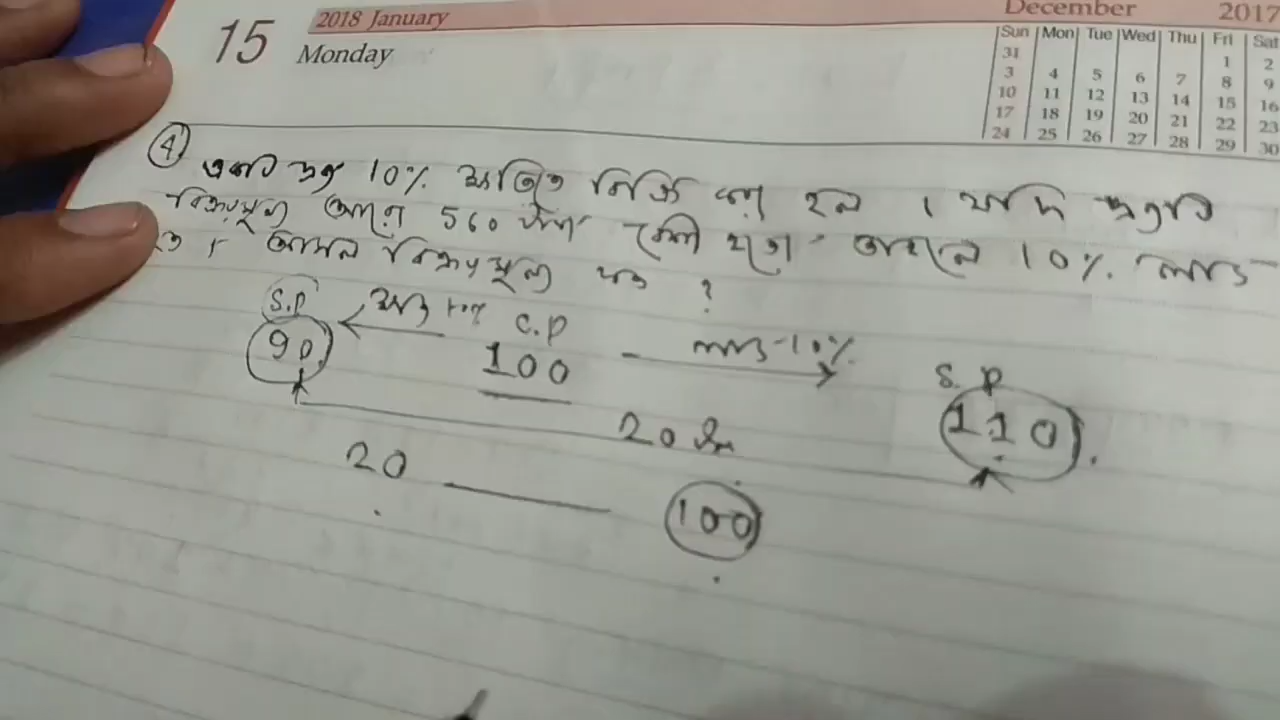 15
2018 January
Monday
December 2017
Sun Mon Tue Wed Thu Fri Sat
31 1 2
3 4 5 6 7 8 9
10 11 12 13 14 15 16
17 18 19 20 21 22 23
24 25 26 27 28 29 30
④ একটি দ্রব্য 10% ক্ষতিতে বিক্রি করা হল । যদি দ্রব্যটির
বিক্রয়মূল্য আরো 560 টাকা বেশী হতো তাহলে 10% লাভ
হত । আসল বিক্রয়মূল্য কত ?
S.P ক্ষতি 10% C.P
90 100 লাভ-10%
S.P
110
20
20 100